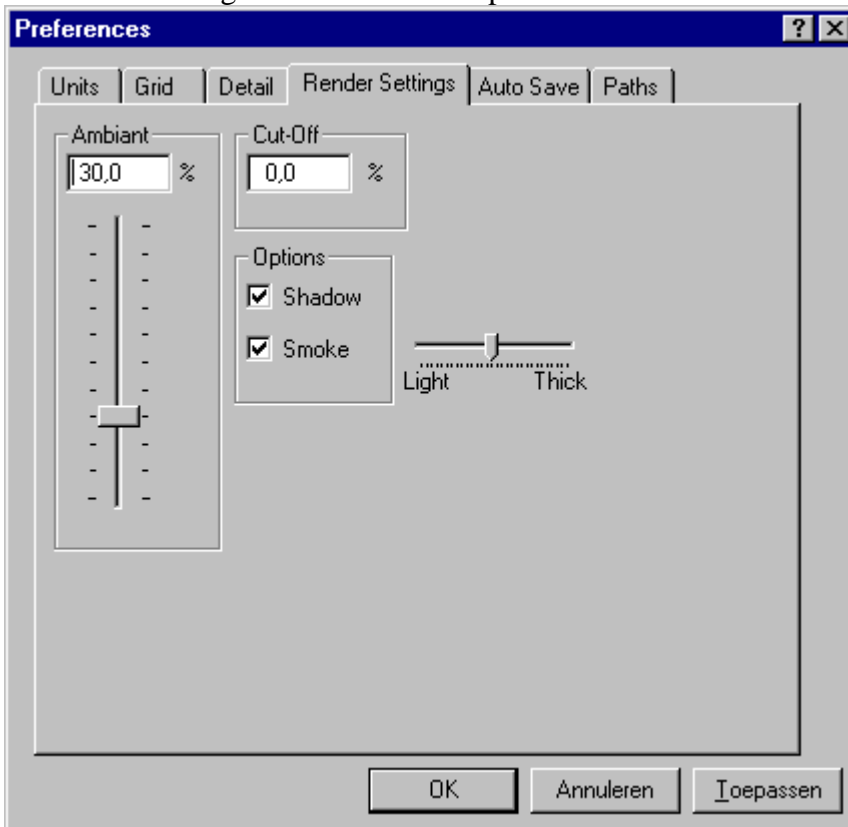 Preferences
Units Grid Detail Render Settings Auto Save Paths
Ambiant Cut-Off
30,0 % 0,0 %
Options
Shadow
Smoke
Light Thick
OK Annuleren Toepassen